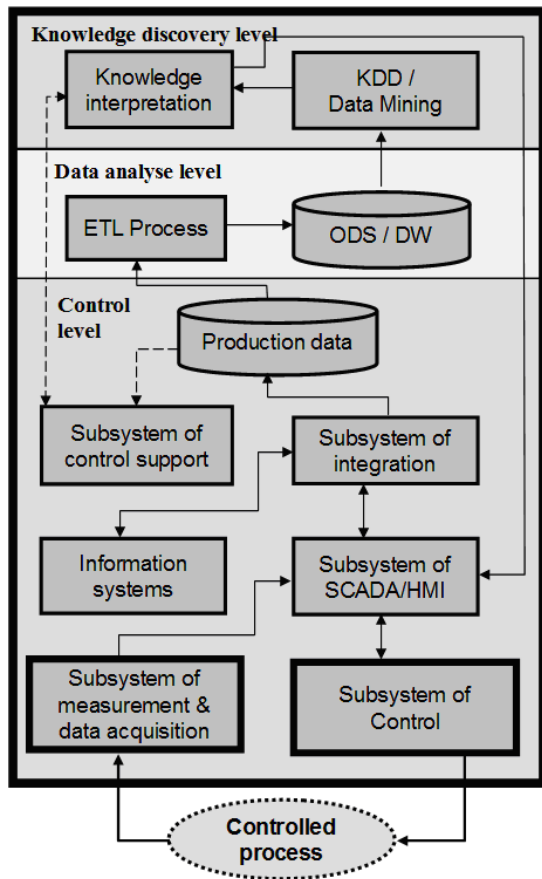 Knowledge discovery level
Knowledge
interpretation
KDD /
Data Mining
Data analyse level
ETL Process
ODS / DW
Control
level
Production data
Subsystem of
control support
Subsystem of
integration
Information
systems
Subsystem of
SCADA/HMI
Subsystem of
measurement &
data acquisition
Subsystem of
Control
Controlled
process